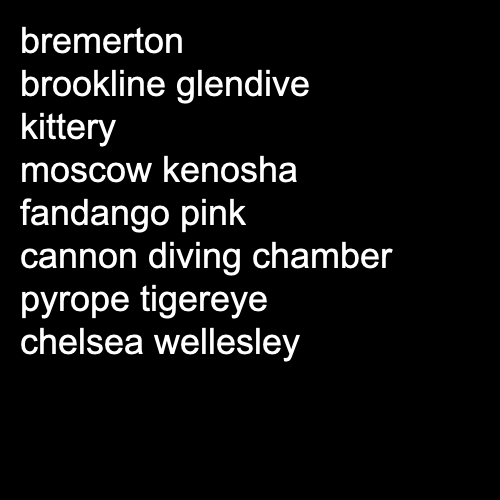 bremerton
brookline glendive
kittery
moscow kenosha
fandango pink
cannon diving chamber
pyrope tigereye
chelsea wellesley